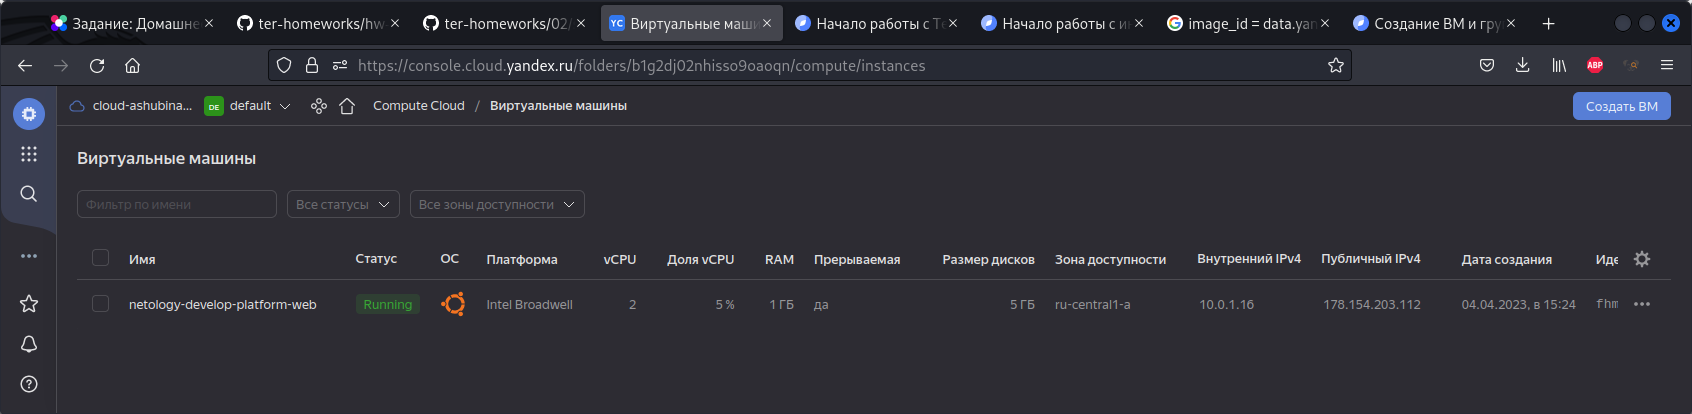 Задание: Домашне
ter-homeworks/hw-
ter-homeworks/02/
YC Виртуальные маши
Начало работы с Te
Начало работы с ин
image_id = data.yan
Создание ВМ и гру
https://console.cloud.yandex.ru/folders/b1g2dj02nhisso9oaoqn/compute/instances
ABP
cloud-ashubina... DE default Compute Cloud / Виртуальные машины Создать ВМ
Виртуальные машины
Фильтр по имени Все статусы Все зоны доступности
Имя Статус ОС Платформа vCPU Доля vCPU RAM Прерываемая Размер дисков Зона доступности Внутренний IPv4 Публичный IPv4 Дата создания Иде
netology-develop-platform-web Running Intel Broadwell 2 5 % 1 ГБ да 5 ГБ ru-central1-a 10.0.1.16 178.154.203.112 04.04.2023, в 15:24 fhm